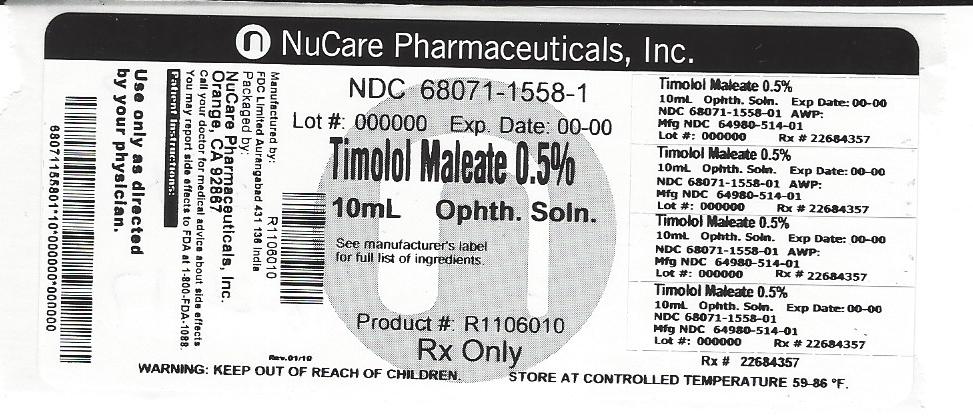 n NuCare Pharmaceuticals, Inc.
Use only as directed
by your physician.
68071155801*10*000000*000000
Manufactured by:
FDC Limited Aurangabad 431 136 India
Packaged by:
NuCare Pharmaceuticals, Inc.
Orange, CA 92867
Call your doctor for medical advice about side effects
You may report side effects to FDA at 1-800-FDA-1088.
Patient Instructions:
R1106010
Rev.01/10
NDC 68071-1558-1
Lot #: 000000 Exp. Date: 00-00
Timolol Maleate 0.5%
10mL Ophth. Soln.
See manufacturer's label
for full list of ingredients.
Product #: R1106010
Rx Only
Timolol Maleate 0.5%
10mL Ophth. Soln. Exp Date: 00-00
NDC 68071-1558-01 AWP:
Mfg NDC 64980-514-01
Lot #: 000000 Rx # 22684357
Timolol Maleate 0.5%
10mL Ophth. Soln. Exp Date: 00-00
NDC 68071-1558-01 AWP:
Mfg NDC 64980-514-01
Lot #: 000000 Rx # 22684357
Timolol Maleate 0.5%
10mL Ophth. Soln. Exp Date: 00-00
NDC 68071-1558-01 AWP:
Mfg NDC 64980-514-01
Lot #: 000000 Rx # 22684357
Timolol Maleate 0.5%
10mL Ophth. Soln. Exp Date: 00-00
NDC 68071-1558-01
Mfg NDC 64980-514-01
Lot #: 000000 Rx # 22684357
Rx # 22684357
WARNING: KEEP OUT OF REACH OF CHILDREN. STORE AT CONTROLLED TEMPERATURE 59-86 °F.